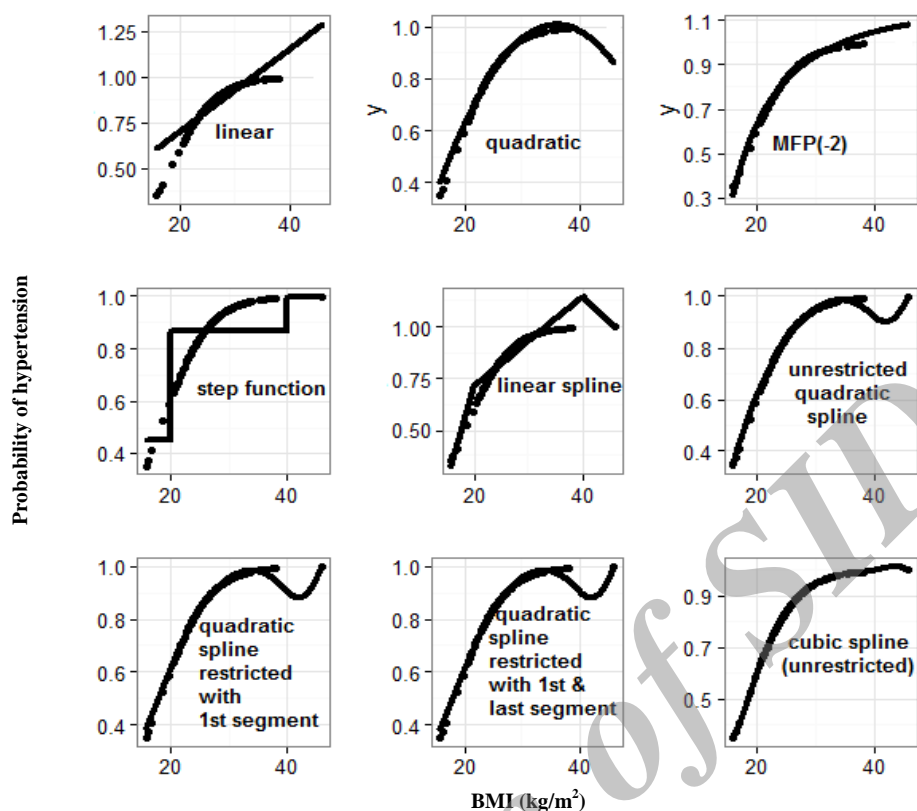 1.25
1.00
0.75
0.50
linear
20
40
y
1.0
0.8
0.6
0.4
quadratic
20
40
y
1.1
0.9
0.7
0.5
0.3
MFP(-2)
20
40
Probability of hypertension
1.0
0.8
0.6
0.4
step function
20
40
1.00
0.75
0.50
linear spline
20
40
1.0
0.8
0.6
0.4
unrestricted
quadratic
spline
20
40
1.0
0.8
0.6
0.4
quadratic
spline
restricted
with
1st segment
20
40
1.0
0.8
0.6
0.4
quadratic
spline
restricted
with 1st &
last segment
20
40
0.9
0.7
0.5
cubic spline
(unrestricted)
20
40
BMI (kg/m²)
of SID